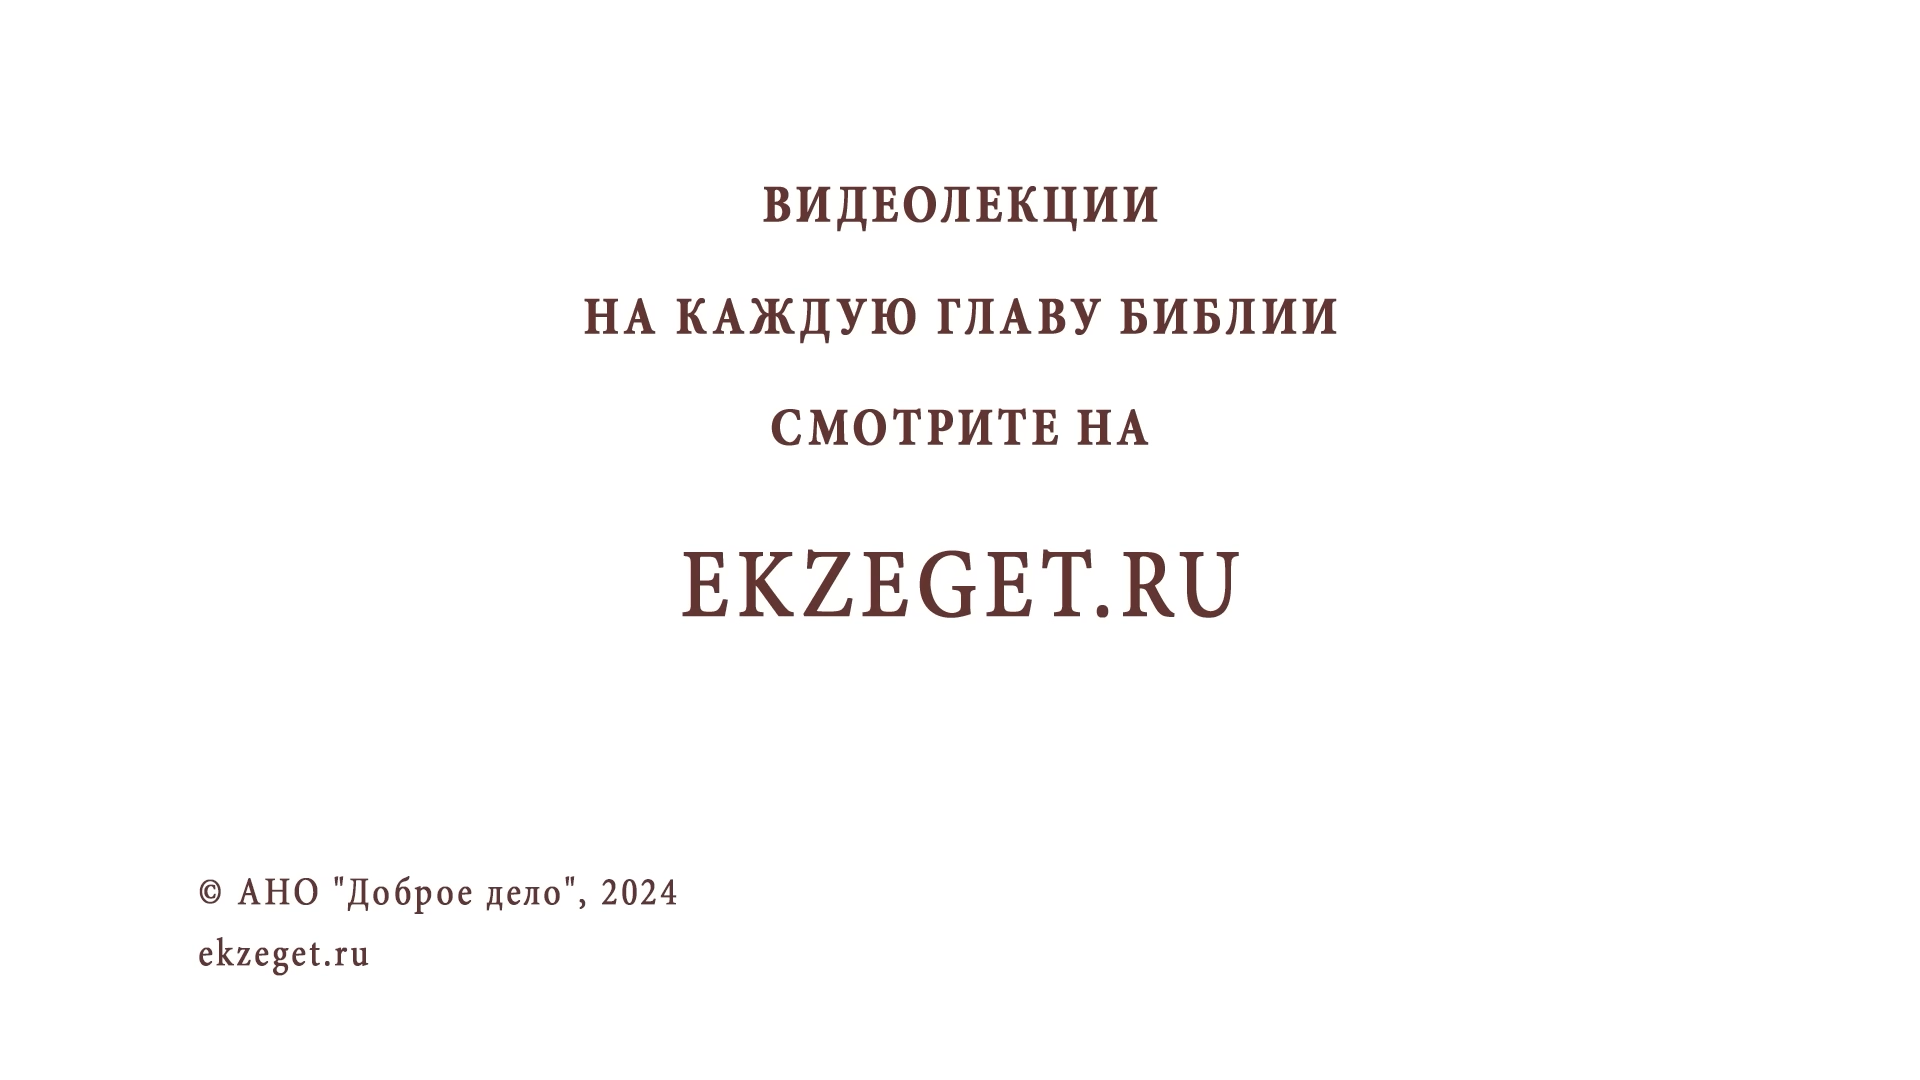 ВИДЕОЛЕКЦИИ
НА КАЖДУЮ ГЛАВУ БИБЛИИ
СМОТРИТЕ НА
EKZEGET.RU
© АНО "Доброе дело", 2024
ekzeget.ru